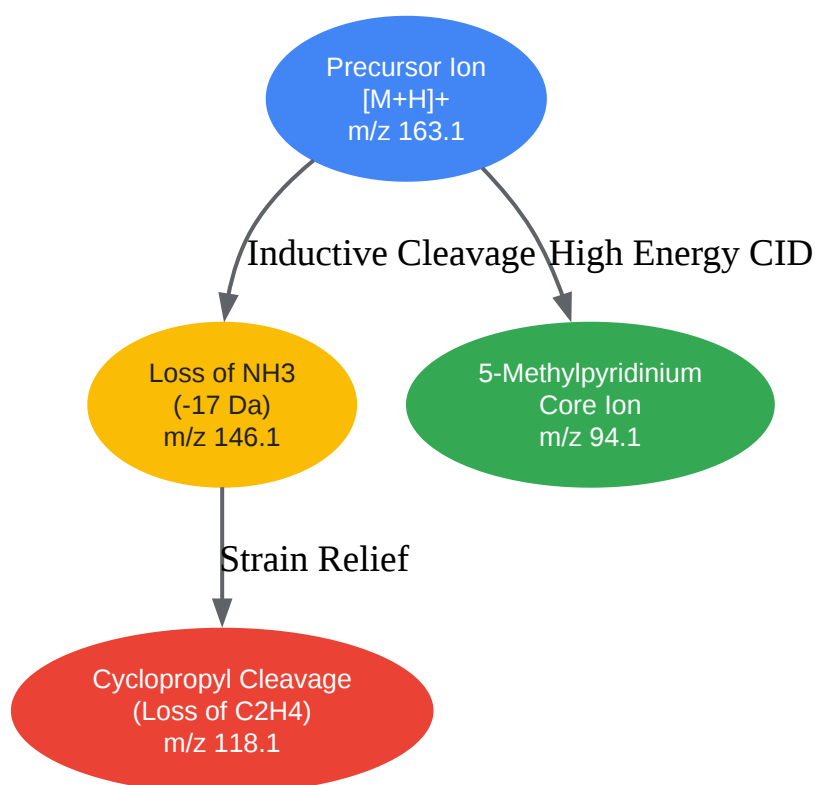 Precursor Ion
[M+H]+
m/z 163.1
Inductive Cleavage
High Energy CID
Loss of NH3
(-17 Da)
m/z 146.1
5-Methylpyridinium
Core Ion
m/z 94.1
Strain Relief
Cyclopropyl Cleavage
(Loss of C2H4)
m/z 118.1